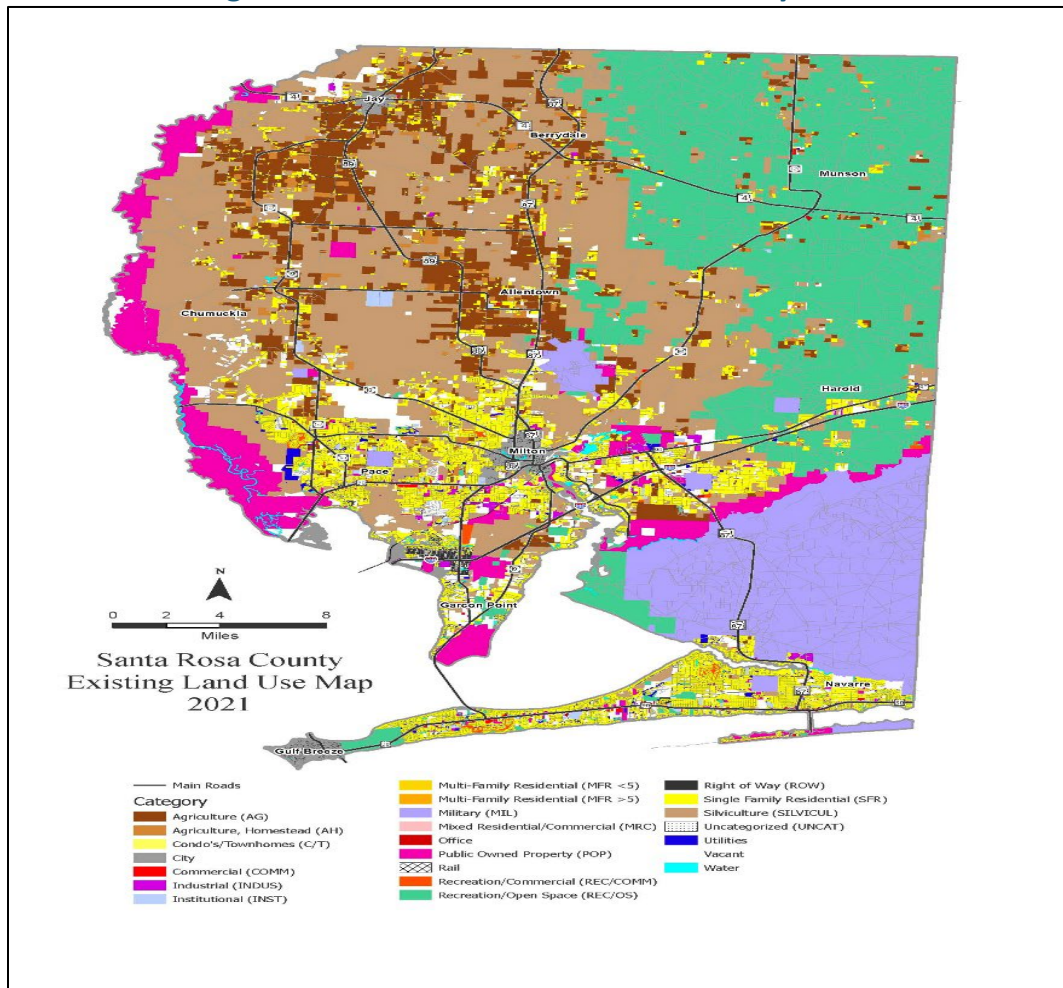 Jay
Berrydale
Munson
Allentown
Chumuckla
Harold
Milton
Pace
Garcon Point
Navarre
Gulf Breeze
N
0 4 8
Miles
Santa Rosa County
Existing Land Use Map
2021
Main Roads
Category
Agriculture (AG)
Agriculture, Homestead (AH)
Condo's/Townhomes (C/T)
City
Commercial (COMM)
Industrial (INDUS)
Institutional (INST)
Multi-Family Residential (MFR <5)
Multi-Family Residential (MFR >5)
Military (MIL)
Mixed Residential/Commercial (MRC)
Office
Public Owned Property (POP)
Rail
Recreation/Commercial (REC/COMM)
Recreation/Open Space (REC/OS)
Right of Way (ROW)
Single Family Residential (SFR)
Silviculture (SILVICUL)
Uncategorized (UNCAT)
Utilities
Vacant
Water